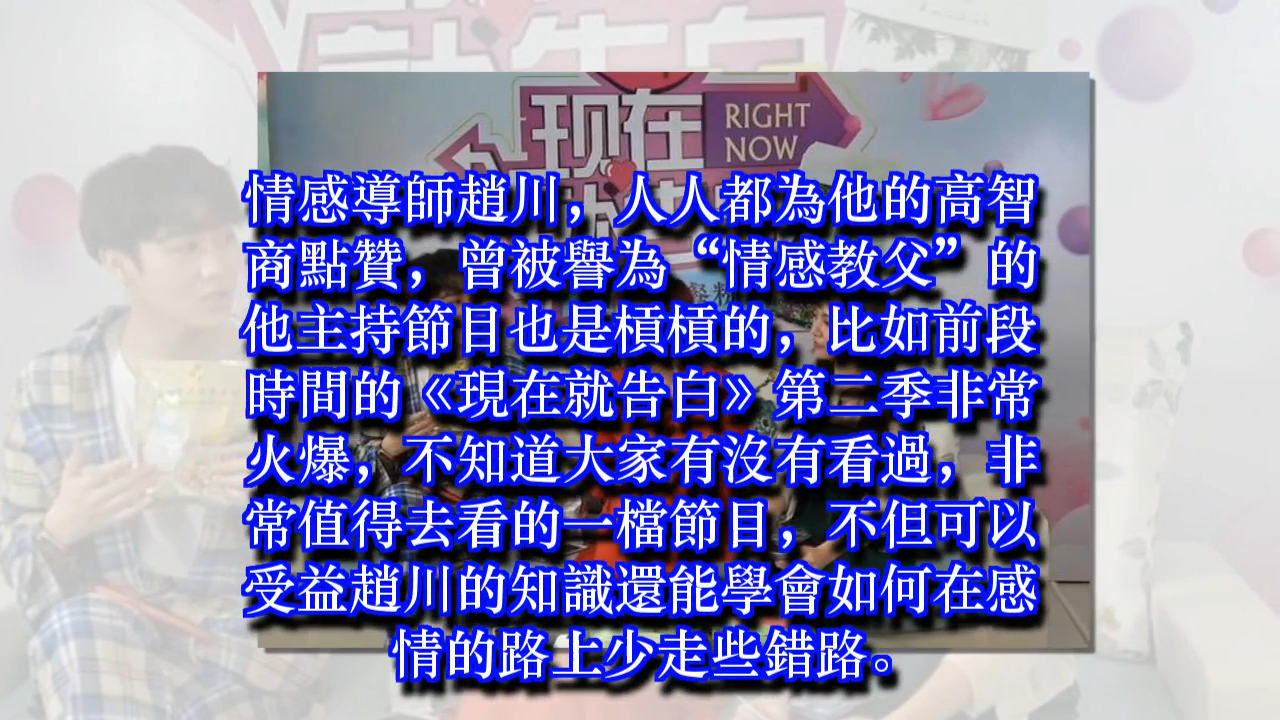 现在
RIGHT
NOW
情感導師趙川，人人都為他的高智
商點贊，曾被譽為“情感教父”的
他主持節目也是槓槓的，比如前段
時間的《現在就告白》第二季非常
火爆，不知道大家有沒有看過，非
常值得去看的一檔節目，不但可以
受益趙川的知識還能學會如何在感
情的路上少走些錯路。